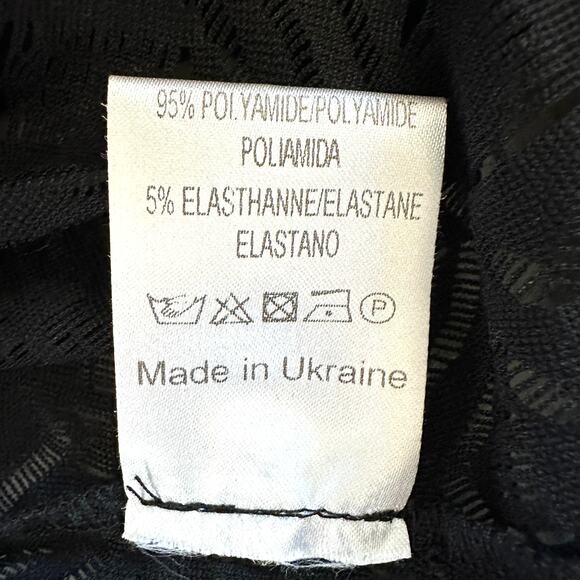 95% POLYAMIDE/POLYAMIDE
POLIAMIDA
5% ELASTHANNE/ELASTANE
ELASTANO
P
Made in Ukraine